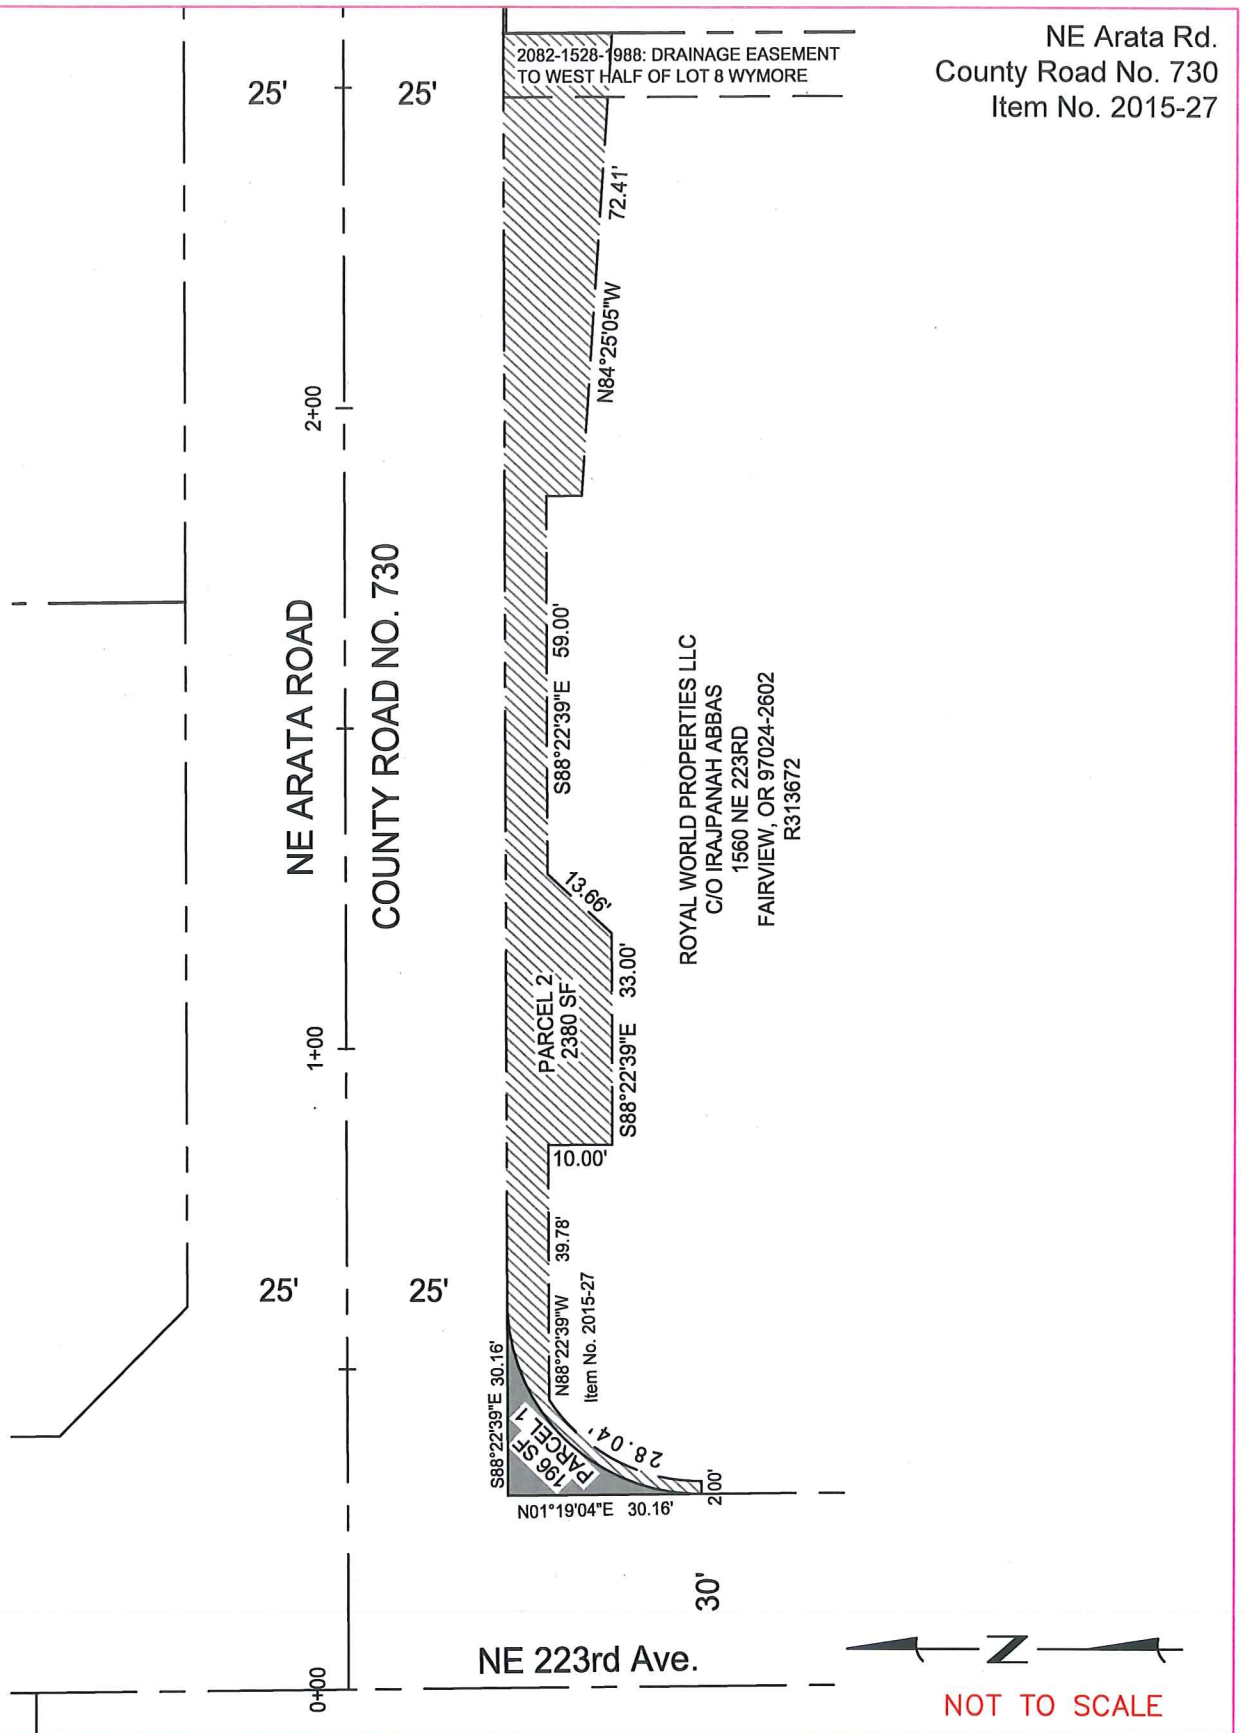 NE Arata Rd.
County Road No. 730
Item No. 2015-27
2082-1528-1988: DRAINAGE EASEMENT
TO WEST HALF OF LOT 8 WYMORE
25'
25'
72.41'
N84°25'05"W
2+00
NE ARATA ROAD
COUNTY ROAD NO. 730
S88°22'39"E 59.00'
ROYAL WORLD PROPERTIES LLC
C/O IRAJPANAH ABBAS
1560 NE 223RD
FAIRVIEW, OR 97024-2602
R313672
13.66'
PARCEL 2
2380 SF
S88°22'39"E 33.00'
1+00
10.00'
25'
25'
N88°22'39"W 39.78'
Item No. 2015-27
S88°22'39"E 30.16'
196 SF
PARCEL 1
28.04'
2.00'
N01°19'04"E 30.16'
30'
NE 223rd Ave.
0+00
N
NOT TO SCALE